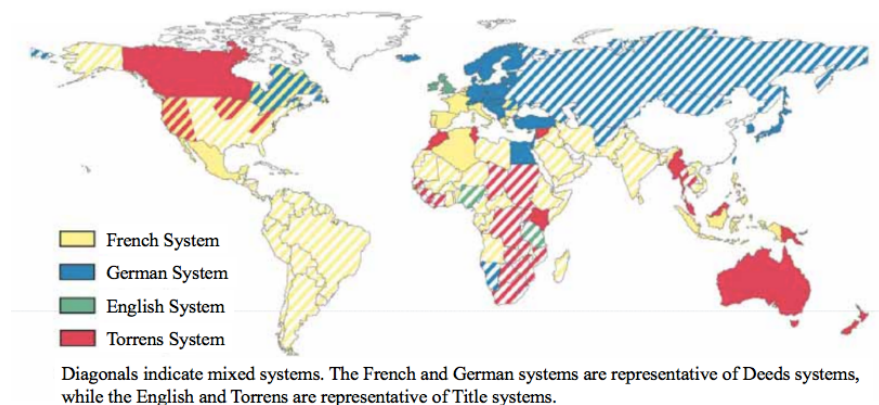 French System
German System
English System
Torrens System
Diagonals indicate mixed systems. The French and German systems are representative of Deeds systems,
while the English and Torrens are representative of Title systems.